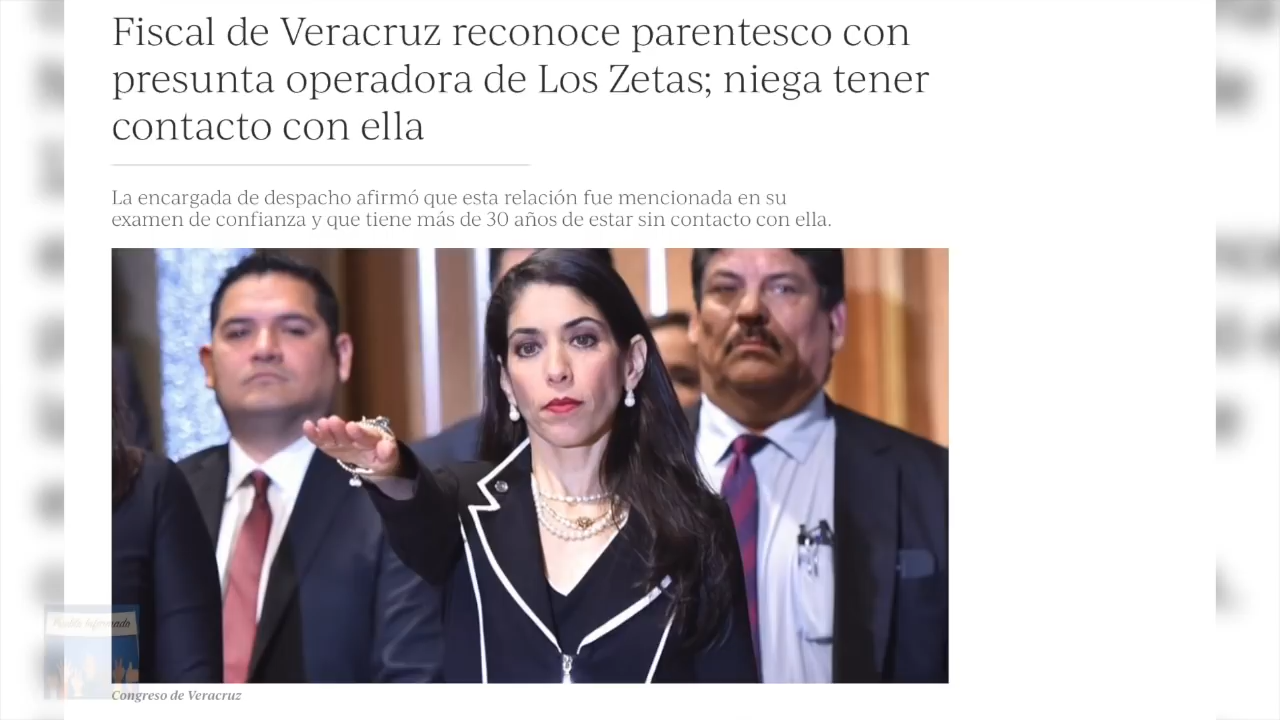 Fiscal de Veracruz reconoce parentesco con
presunta operadora de Los Zetas; niega tener
contacto con ella
La encargada de despacho afirmó que esta relación fue mencionada en su
examen de confianza y que tiene más de 30 años de estar sin contacto con ella.
Congreso de Veracruz